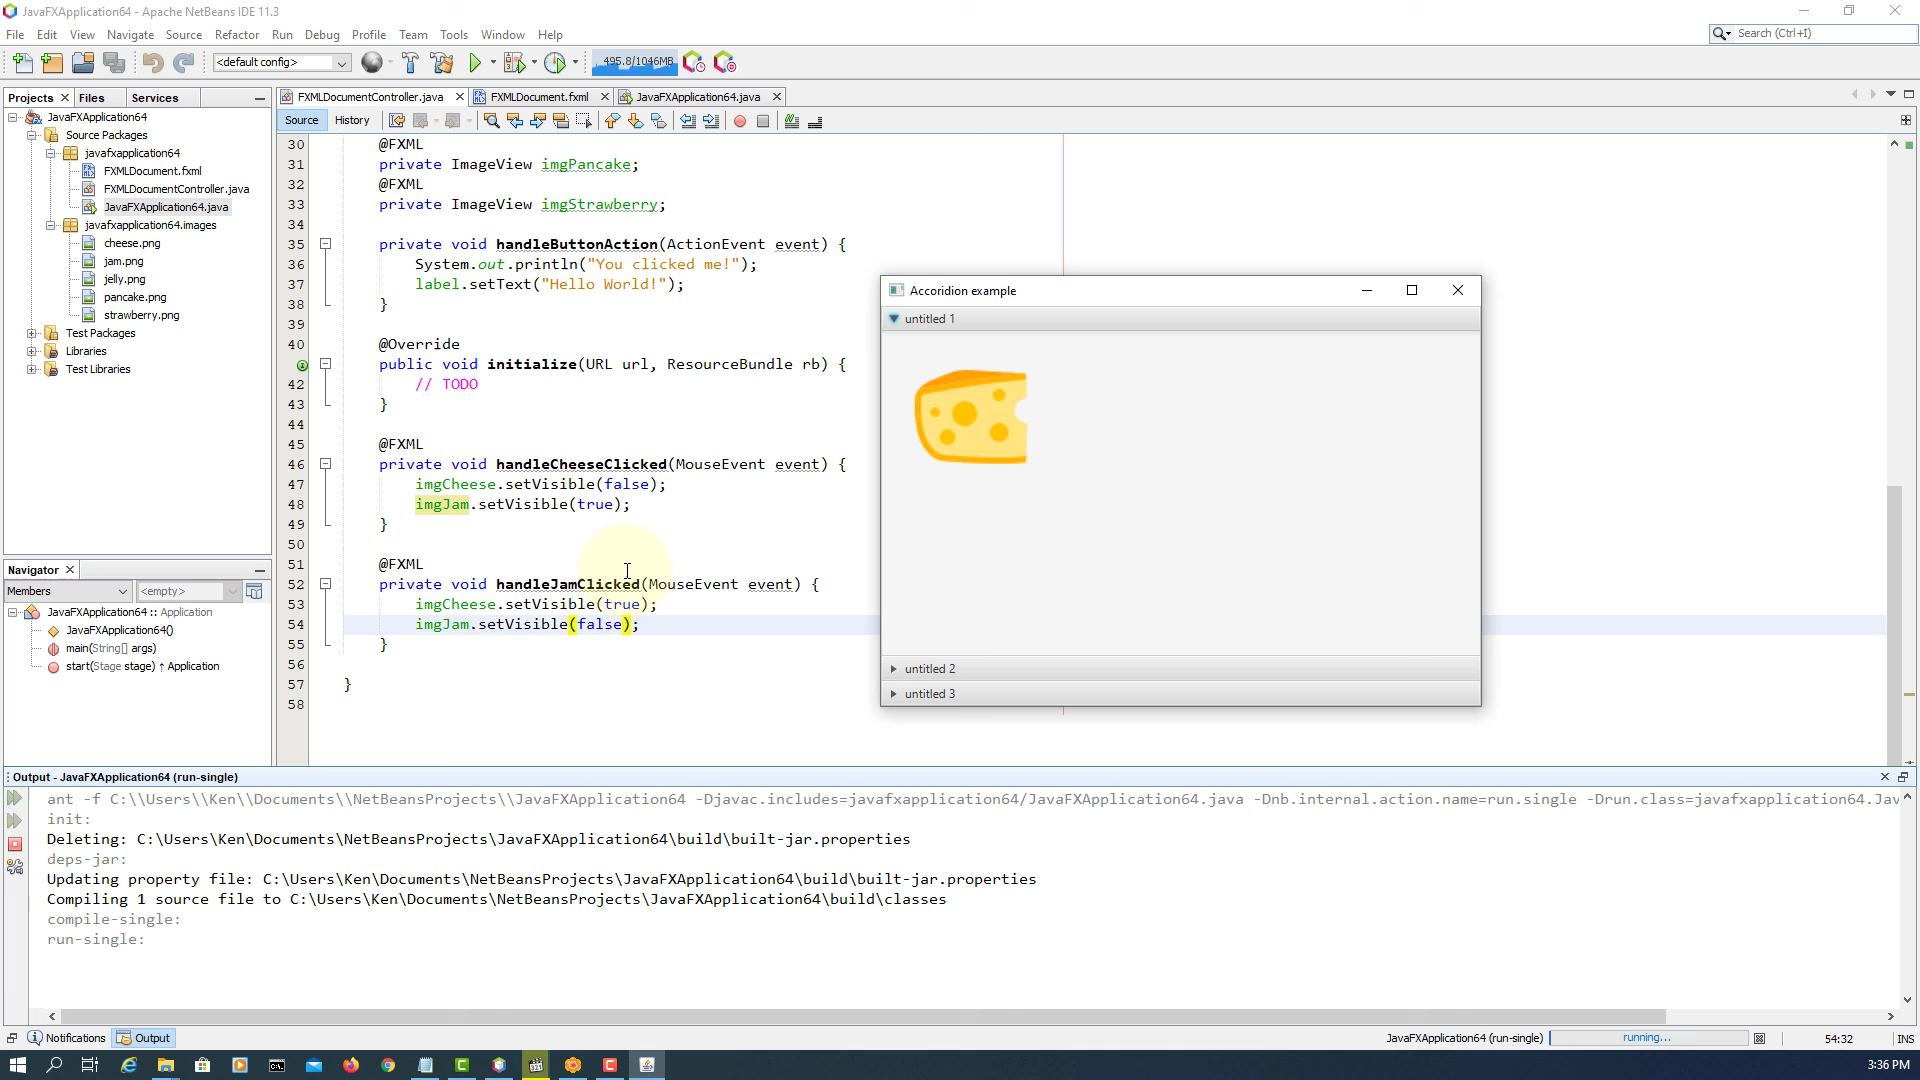 JavaFXApplication64 - Apache NetBeans IDE 11.3
File Edit View Navigate Source Refactor Run Debug Profile Team Tools Window Help
Search (Ctrl+I)
<default config>
495.8/1046MB
Projects Files Services
FXMLDocumentController.java FXMLDocument.fxml JavaFXApplication64.java
Source History
JavaFXApplication64
Source Packages
javafxapplication64
FXMLDocument.fxml
FXMLDocumentController.java
JavaFXApplication64.java
javafxapplication64.images
cheese.png
jam.png
jelly.png
pancake.png
strawberry.png
Test Packages
Libraries
Test Libraries
30 @FXML
31 private ImageView imgPancake;
32 @FXML
33 private ImageView imgStrawberry;
34
35 private void handleButtonAction(ActionEvent event) {
36 System.out.println("You clicked me!");
37 label.setText("Hello World!");
38 }
39
40 @Override
public void initialize(URL url, ResourceBundle rb) {
42 // TODO
43 }
44
45 @FXML
46 private void handleCheeseClicked(MouseEvent event) {
47 imgCheese.setVisible(false);
48 imgJam.setVisible(true);
49 }
50
51 @FXML
52 private void handleJamClicked(MouseEvent event) {
53 imgCheese.setVisible(true);
54 imgJam.setVisible(false);
55 }
56
57 }
58
Accoridion example
untitled 1
untitled 2
untitled 3
Navigator
Members <empty>
JavaFXApplication64 :: Application
JavaFXApplication64()
main(String[] args)
start(Stage stage) ↑ Application
Output - JavaFXApplication64 (run-single)
ant -f C:\\Users\\Ken\\Documents\\NetBeansProjects\\JavaFXApplication64 -Djavac.includes=javafxapplication64/JavaFXApplication64.java -Dnb.internal.action.name=run.single -Drun.class=javafxapplication64.Jav
init:
Deleting: C:\Users\Ken\Documents\NetBeansProjects\JavaFXApplication64\build\built-jar.properties
deps-jar:
Updating property file: C:\Users\Ken\Documents\NetBeansProjects\JavaFXApplication64\build\built-jar.properties
Compiling 1 source file to C:\Users\Ken\Documents\NetBeansProjects\JavaFXApplication64\build\classes
compile-single:
run-single:
Notifications Output
JavaFXApplication64 (run-single) running... 54:32 INS
3:36 PM